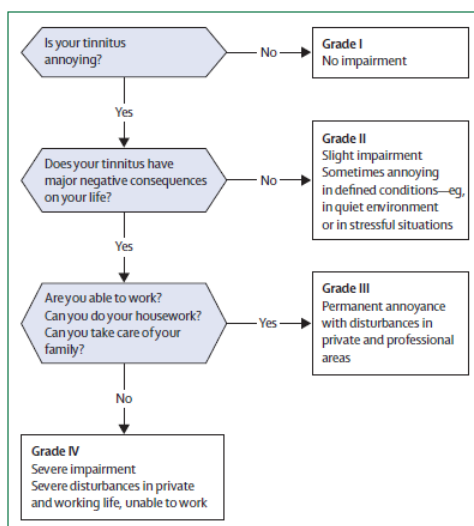 Is your tinnitus
annoying?
No
Grade I
No impairment
Yes
Does your tinnitus have
major negative consequences
on your life?
No
Grade II
Slight impairment
Sometimes annoying
in defined conditions—eg,
in quiet environment
or in stressful situations
Yes
Are you able to work?
Can you do your housework?
Can you take care of your
family?
Yes
Grade III
Permanent annoyance
with disturbances in
private and professional
areas
No
Grade IV
Severe impairment
Severe disturbances in private
and working life, unable to work